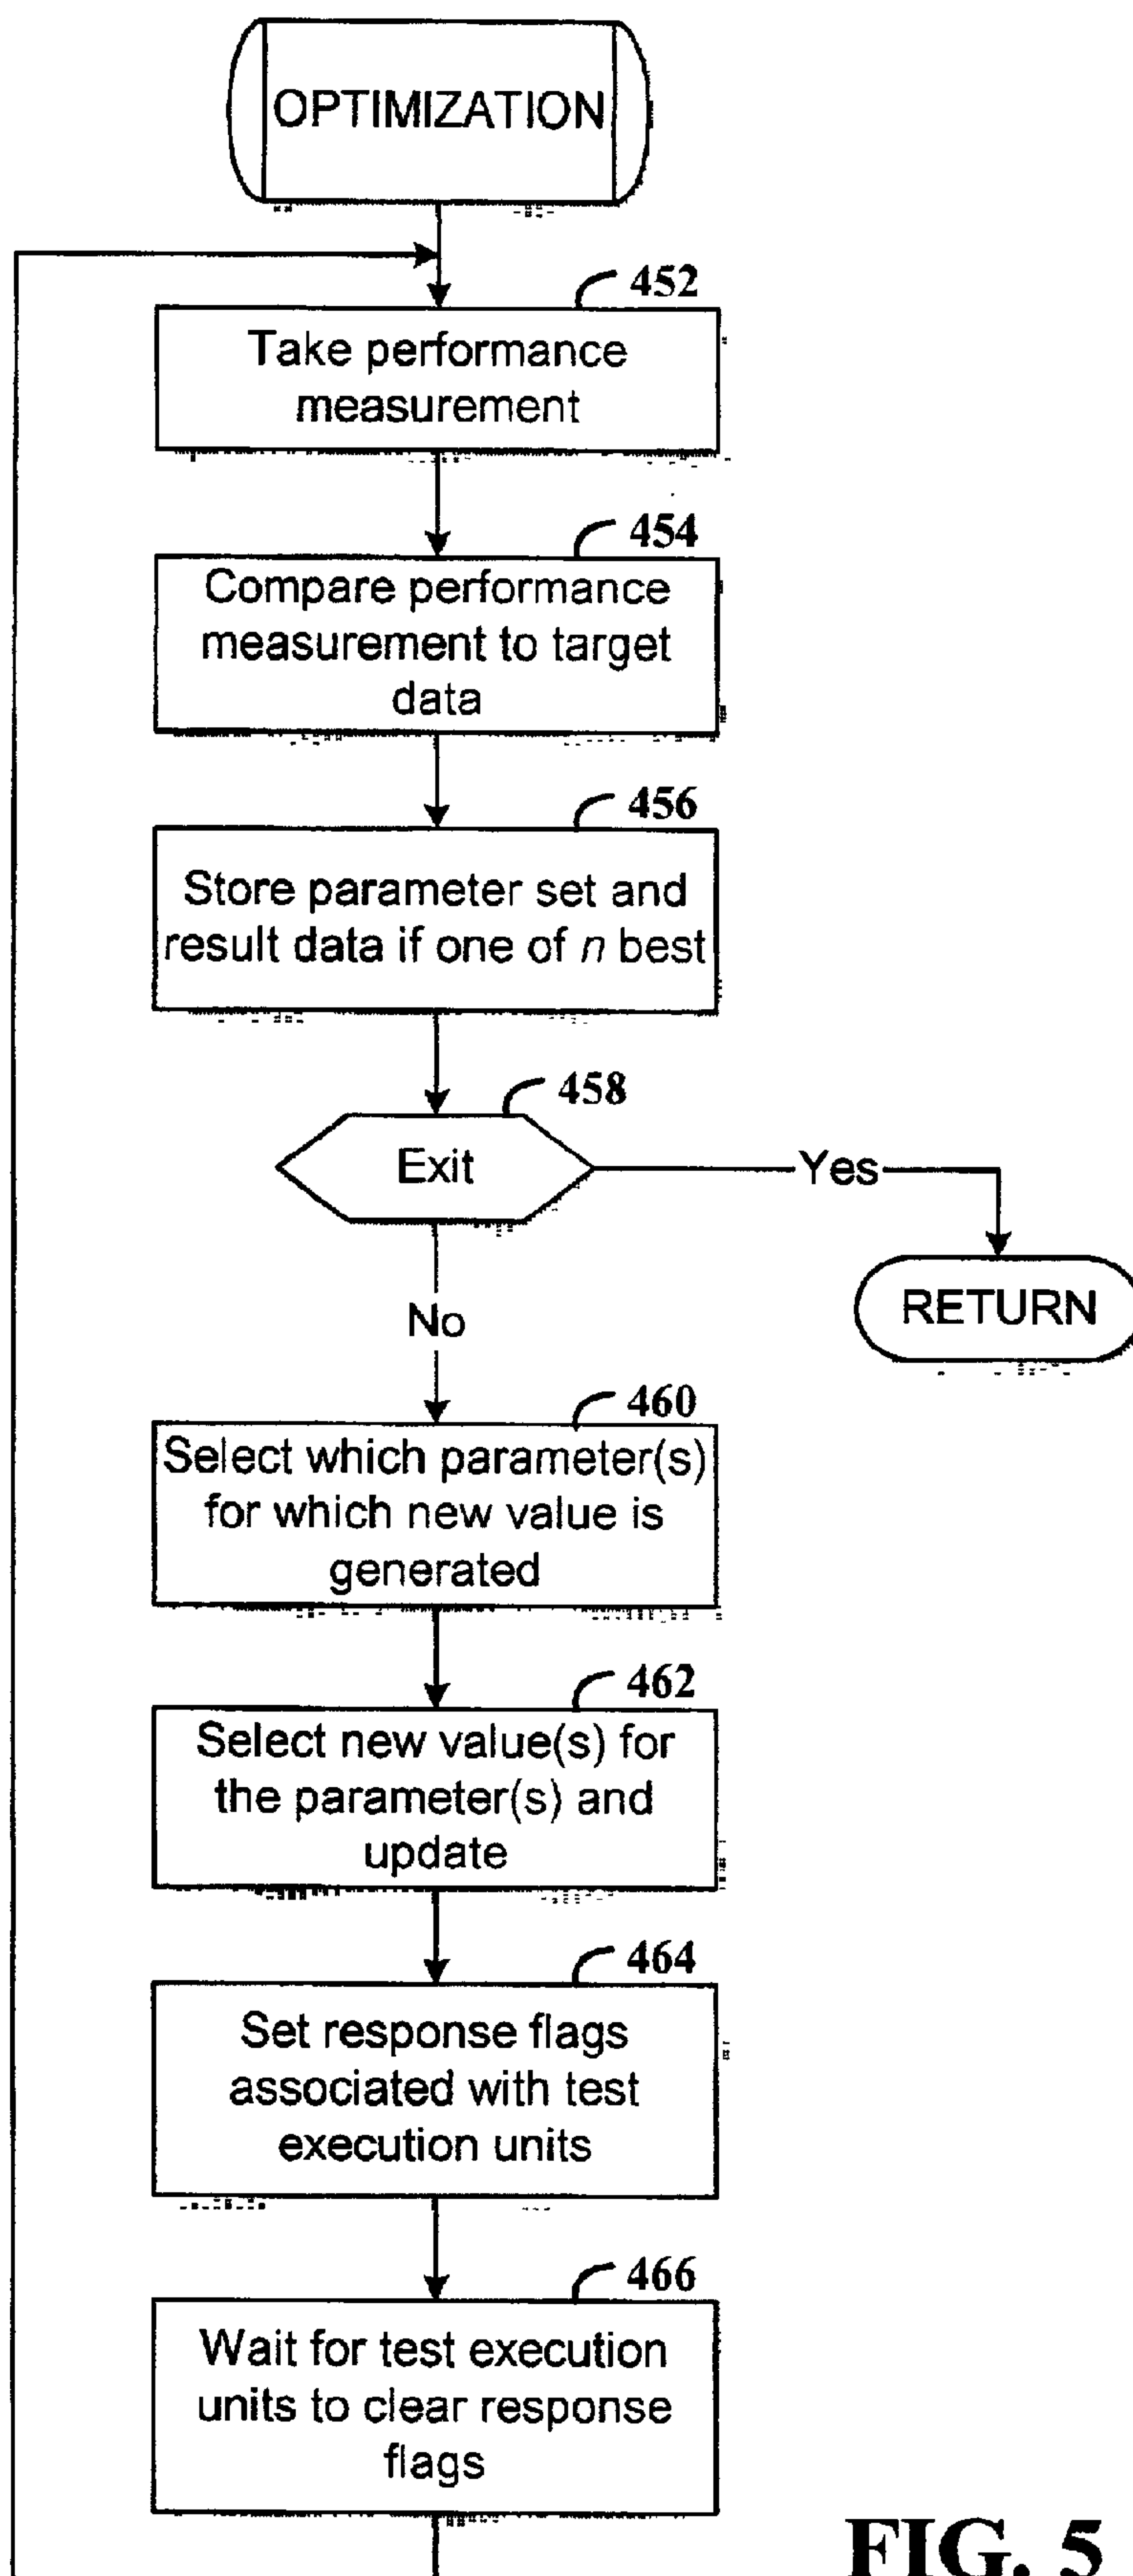 OPTIMIZATION
452
Take performance
measurement
454
Compare performance
measurement to target
data
456
Store parameter set and
result data if one of n best
458
Exit
Yes
RETURN
No
460
Select which parameter(s)
for which new value is
generated
462
Select new value(s) for
the parameter(s) and
update
464
Set response flags
associated with test
execution units
466
Wait for test execution
units to clear response
flags
FIG. 5